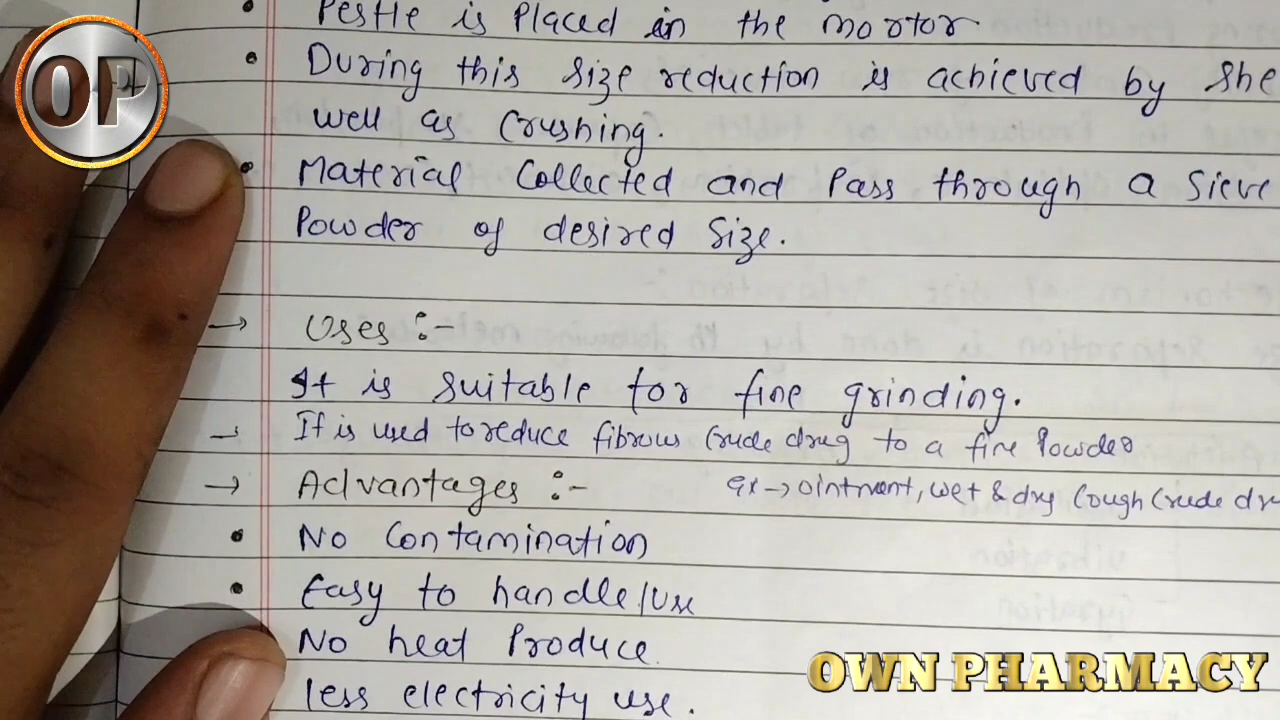 Pestle is placed in the mortor
OP
During this size reduction is achieved by she
well as crushing.
Material collected and pass through a sieve
Powder of desired size.
→ Uses :-
It is suitable for fine grinding.
→ It is used to reduce fibrous crude drug to a fine Powder
→ Advantages :-
ex → ointment, wet & dry cough crude dr
No Contamination
Easy to handle/use
No heat Produce.
less electricity use.
OWN PHARMACY